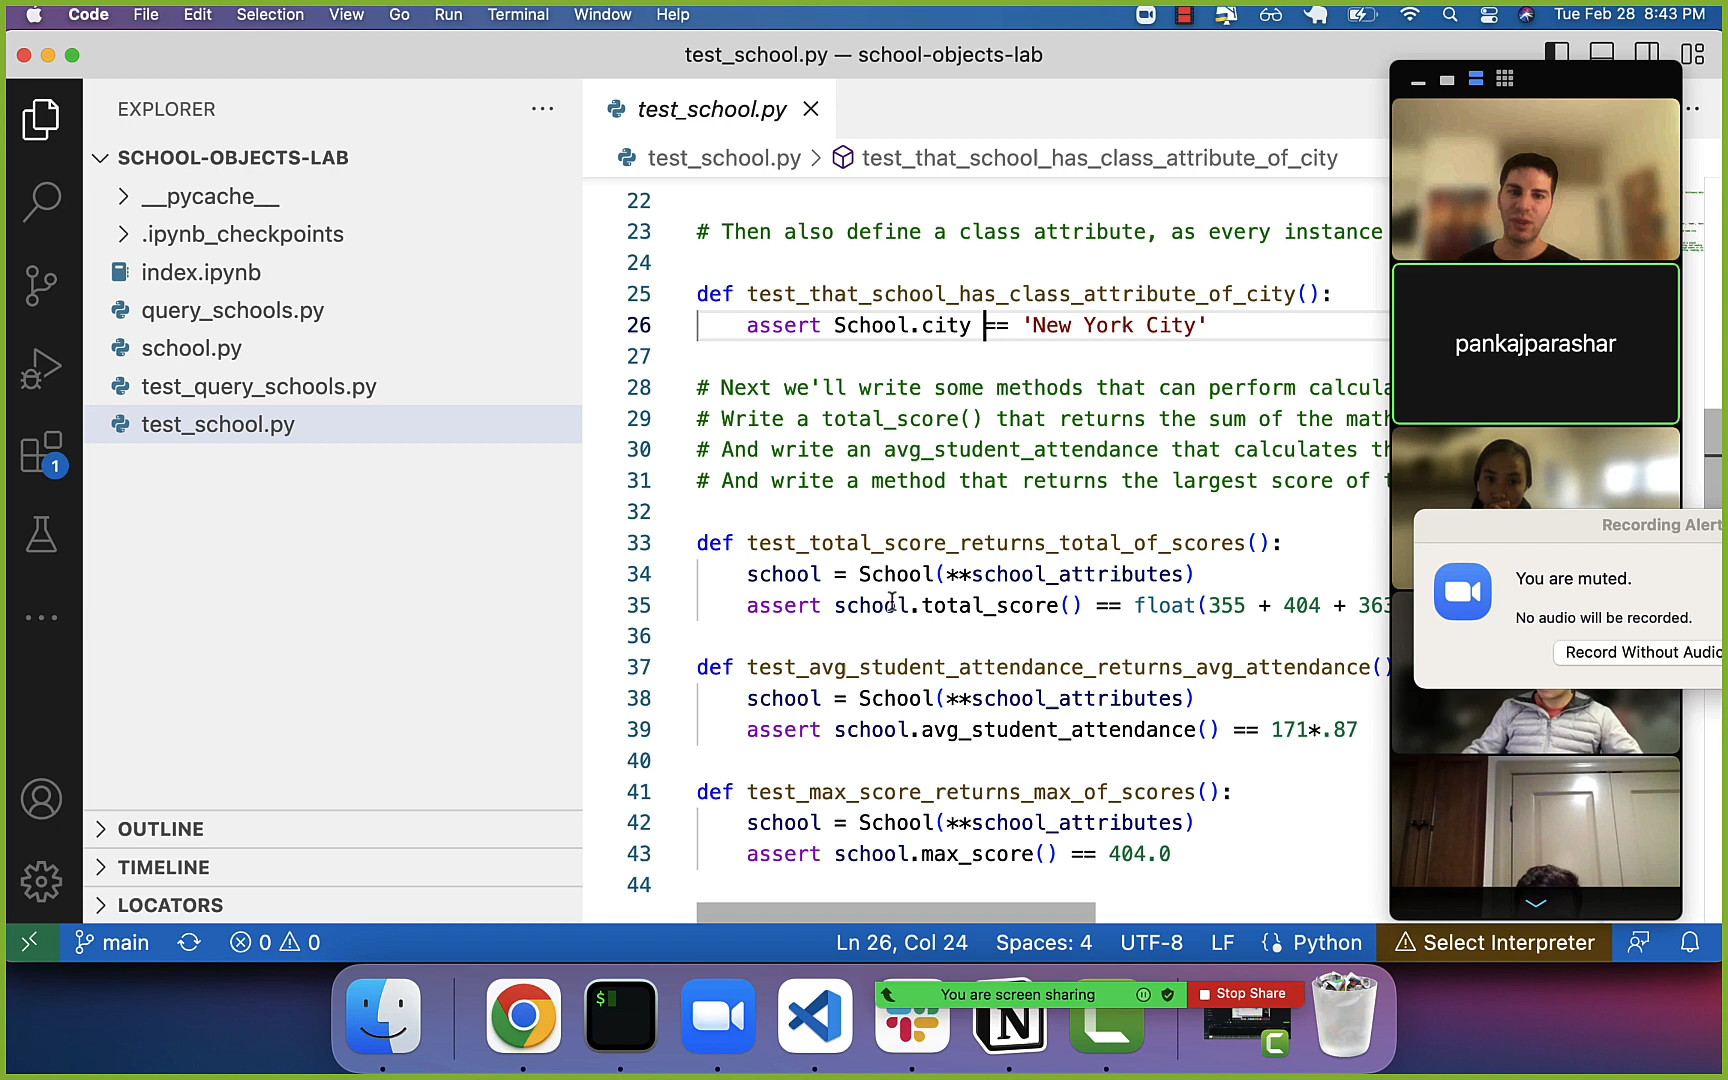 Code File Edit Selection View Go Run Terminal Window Help Tue Feb 28 8:43 PM
test_school.py — school-objects-lab
EXPLORER
SCHOOL-OBJECTS-LAB
__pycache__
.ipynb_checkpoints
index.ipynb
query_schools.py
school.py
test_query_schools.py
test_school.py
OUTLINE
TIMELINE
LOCATORS
1
test_school.py
test_school.py > test_that_school_has_class_attribute_of_city
22
23 # Then also define a class attribute, as every instance
24
25 def test_that_school_has_class_attribute_of_city():
26 assert School.city == 'New York City'
27
28 # Next we'll write some methods that can perform calcula
29 # Write a total_score() that returns the sum of the math
30 # And write an avg_student_attendance that calculates th
31 # And write a method that returns the largest score of t
32
33 def test_total_score_returns_total_of_scores():
34 school = School(**school_attributes)
35 assert school.total_score() == float(355 + 404 + 363
36
37 def test_avg_student_attendance_returns_avg_attendance()
38 school = School(**school_attributes)
39 assert school.avg_student_attendance() == 171*.87
40
41 def test_max_score_returns_max_of_scores():
42 school = School(**school_attributes)
43 assert school.max_score() == 404.0
44
pankajparashar
Recording Alert
You are muted.
No audio will be recorded.
Record Without Audio
main 0 0 Ln 26, Col 24 Spaces: 4 UTF-8 LF Python Select Interpreter
You are screen sharing Stop Share